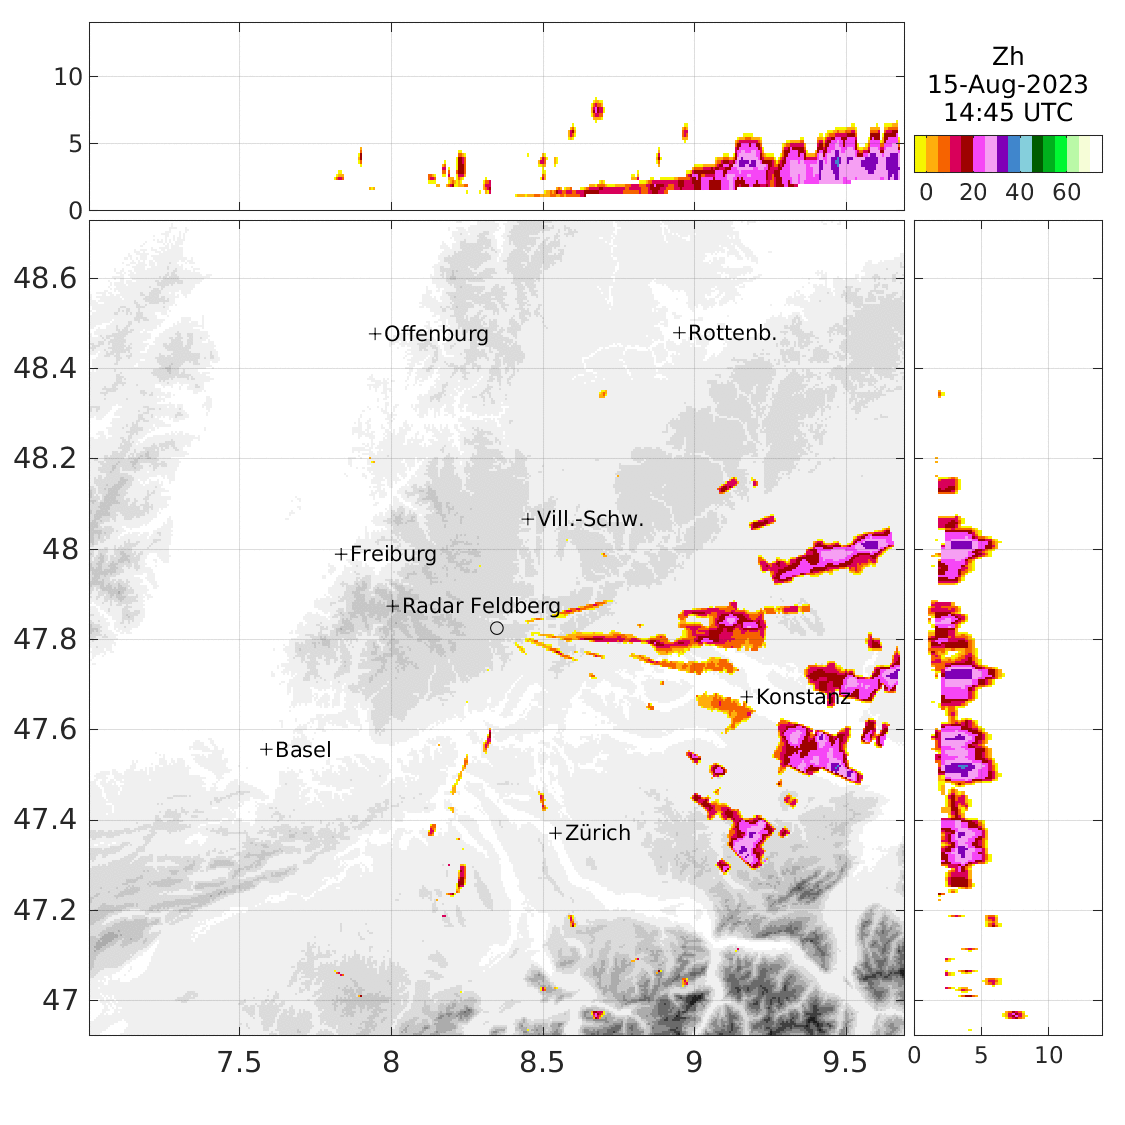 10
5
0
Zh
15-Aug-2023
14:45 UTC
0 20 40 60
48.6
48.4
48.2
48
47.8
47.6
47.4
47.2
47
+Offenburg
+Rottenb.
+Vill.-Schw.
+Freiburg
+Radar Feldberg
+Konstanz
+Basel
+Zürich
7.5 8 8.5 9 9.5
0 5 10